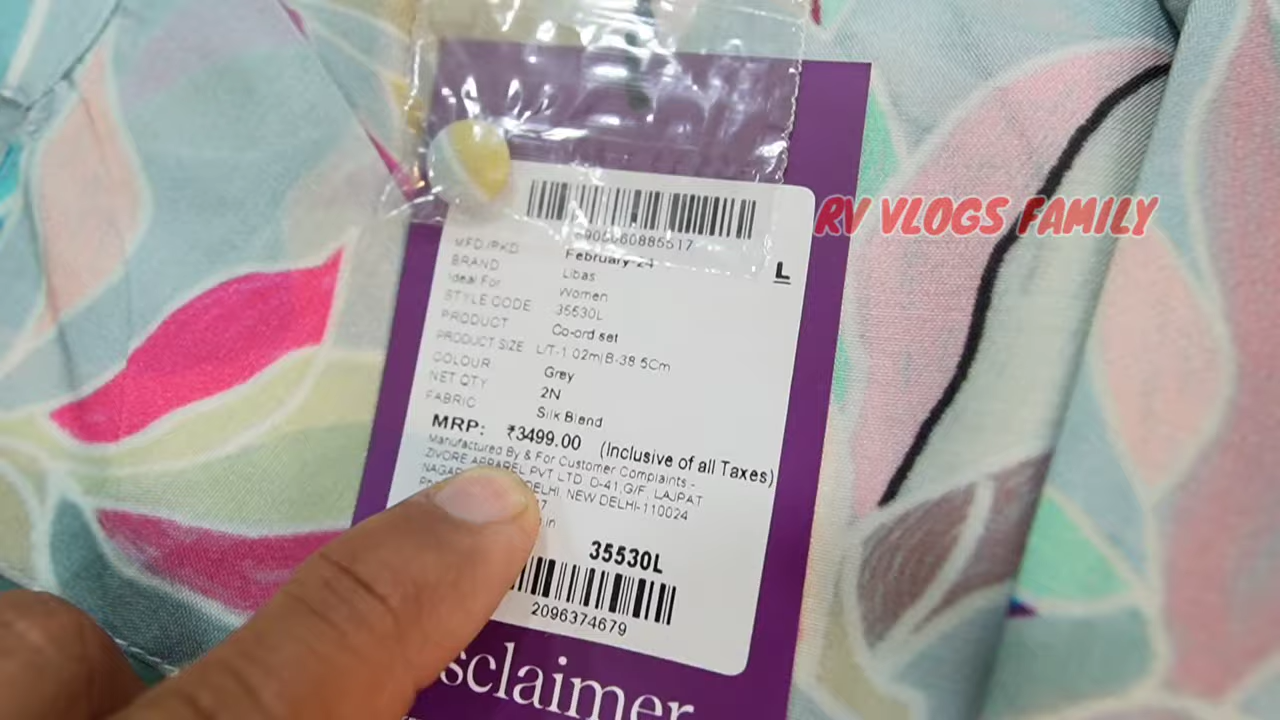 RV VLOGS FAMILY
L
MFD/PKD February-24
BRAND Libas
Ideal For Women
STYLE CODE 35530L
PRODUCT Co-ord set
PRODUCT SIZE L/T-1.02m|B-38.5Cm
COLOUR Grey
NET QTY 2N
FABRIC Silk Blend
MRP: ₹3499.00 (Inclusive of all Taxes)
Manufactured By & For Customer Complaints -
ZIVORE APPAREL PVT LTD. D-41,G/F, LAJPAT
NAGAR DELHI, NEW DELHI-110024
35530L
2096374679
sclaimer